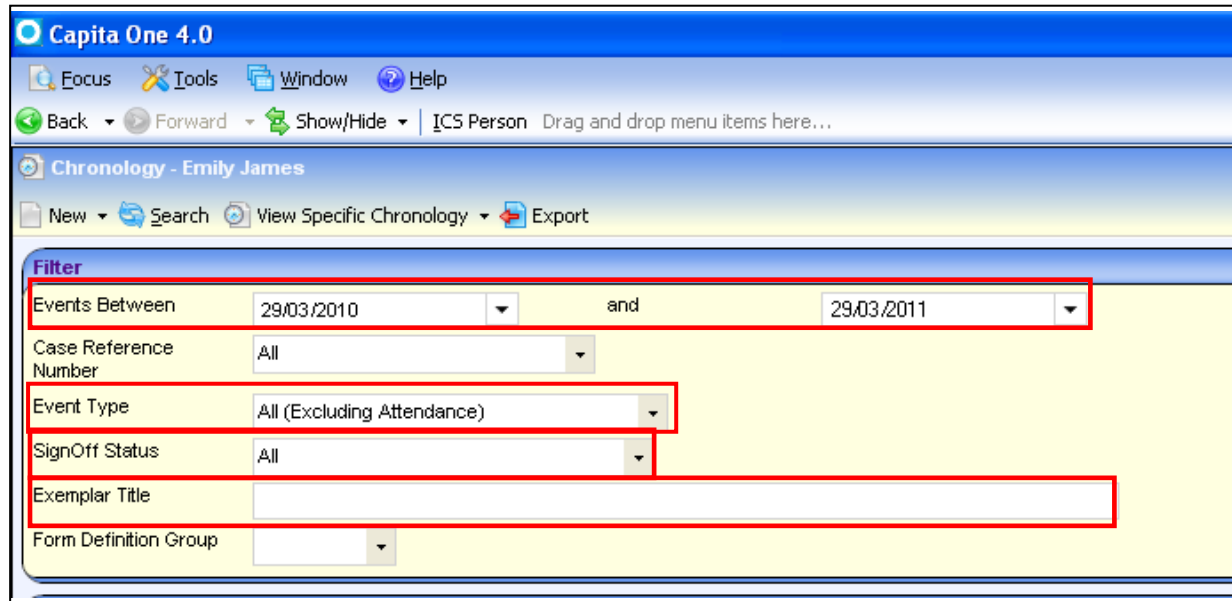 Capita One 4.0
Focus Tools Window Help
Back Forward Show/Hide ICS Person Drag and drop menu items here...
Chronology - Emily James
New Search View Specific Chronology Export
Filter
Events Between 29/03/2010 and 29/03/2011
Case Reference
Number
All
Event Type All (Excluding Attendance)
SignOff Status All
Exemplar Title
Form Definition Group